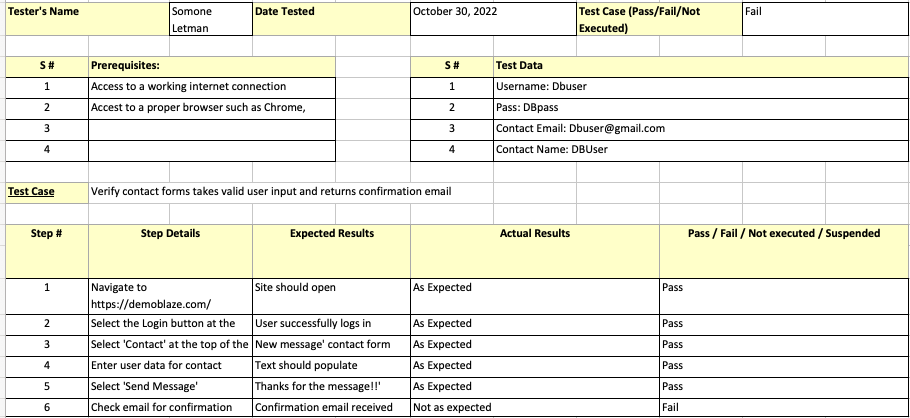 Tester's Name Somone Letman Date Tested October 30, 2022 Test Case (Pass/Fail/Not Executed) Fail
S # Prerequisites: S # Test Data
1 Access to a working internet connection 1 Username: Dbuser
2 Accest to a proper browser such as Chrome, 2 Pass: DBpass
3 3 Contact Email: Dbuser@gmail.com
4 4 Contact Name: DBUser
Test Case Verify contact forms takes valid user input and returns confirmation email
Step # Step Details Expected Results Actual Results Pass / Fail / Not executed / Suspended
1 Navigate to https://demoblaze.com/ Site should open As Expected Pass
2 Select the Login button at the User successfully logs in As Expected Pass
3 Select 'Contact' at the top of the New message' contact form As Expected Pass
4 Enter user data for contact Text should populate As Expected Pass
5 Select 'Send Message' Thanks for the message!!' As Expected Pass
6 Check email for confirmation Confirmation email received Not as expected Fail